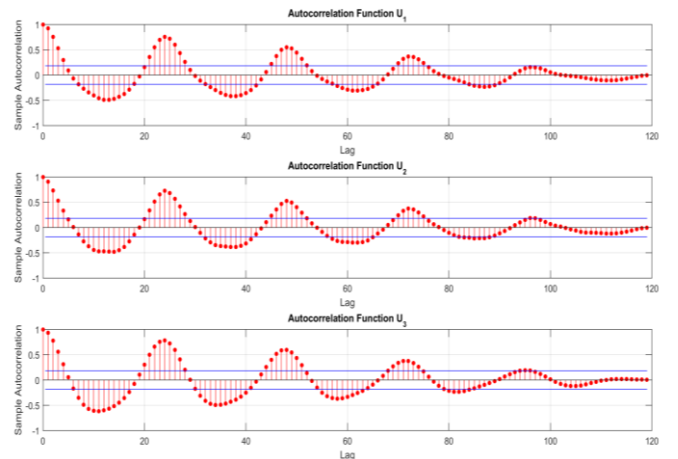 Autocorrelation Function U1
Sample Autocorrelation
1
0.5
0
-0.5
-1
0 20 40 60 80 100 120
Lag
Autocorrelation Function U2
Sample Autocorrelation
1
0.5
0
-0.5
-1
0 20 40 60 80 100 120
Lag
Autocorrelation Function U3
Sample Autocorrelation
1
0.5
0
-0.5
-1
0 20 40 60 80 100 120
Lag